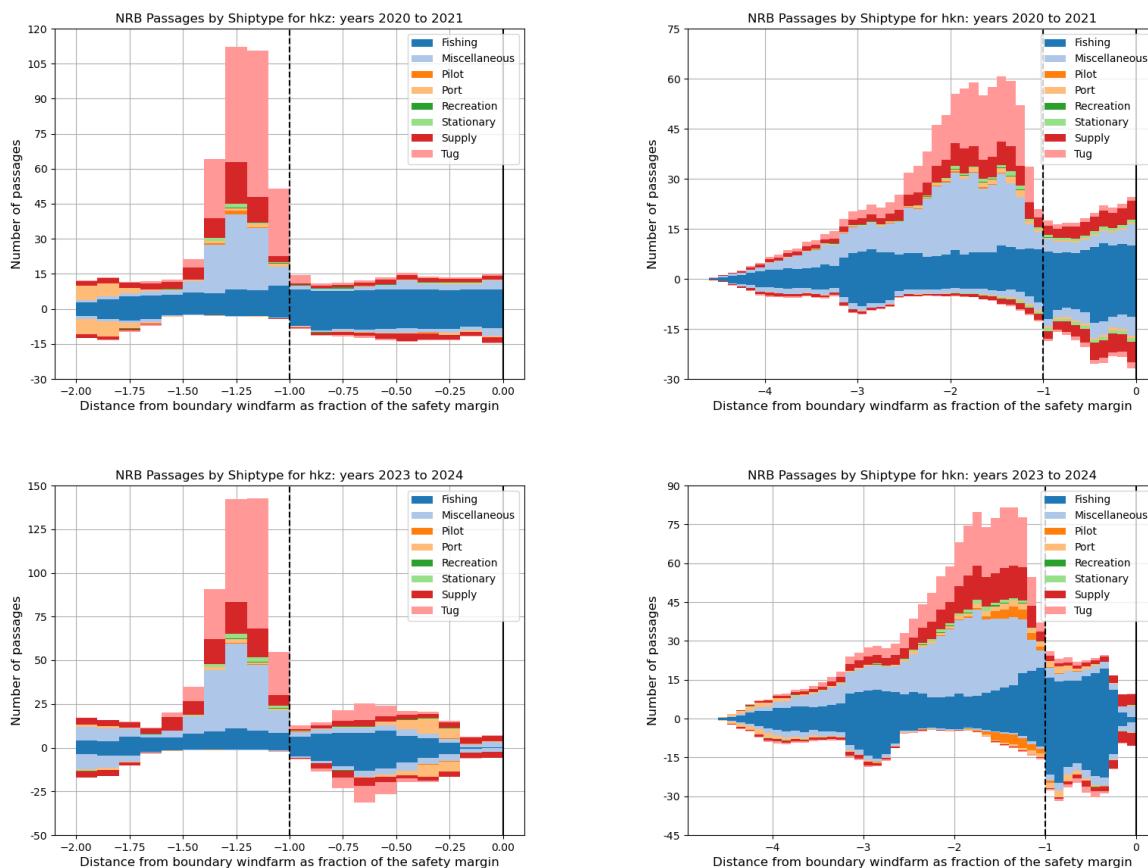 NRB Passages by Shiptype for hkz: years 2020 to 2021
120
105
90
75
60
45
30
15
0
-15
-30
Number of passages
Fishing
Miscellaneous
Pilot
Port
Recreation
Stationary
Supply
Tug
−2.00 −1.75 −1.50 −1.25 −1.00 −0.75 −0.50 −0.25 0.00
Distance from boundary windfarm as fraction of the safety margin
NRB Passages by Shiptype for hkn: years 2020 to 2021
75
60
45
30
15
0
-15
-30
Number of passages
Fishing
Miscellaneous
Pilot
Port
Recreation
Stationary
Supply
Tug
−4 −3 −2 −1 0
Distance from boundary windfarm as fraction of the safety margin
NRB Passages by Shiptype for hkz: years 2023 to 2024
150
125
100
75
50
25
0
-25
-50
Number of passages
Fishing
Miscellaneous
Pilot
Port
Recreation
Stationary
Supply
Tug
−2.00 −1.75 −1.50 −1.25 −1.00 −0.75 −0.50 −0.25 0.00
Distance from boundary windfarm as fraction of the safety margin
NRB Passages by Shiptype for hkn: years 2023 to 2024
90
75
60
45
30
15
0
-15
-30
-45
Number of passages
Fishing
Miscellaneous
Pilot
Port
Recreation
Stationary
Supply
Tug
−4 −3 −2 −1 0
Distance from boundary windfarm as fraction of the safety margin